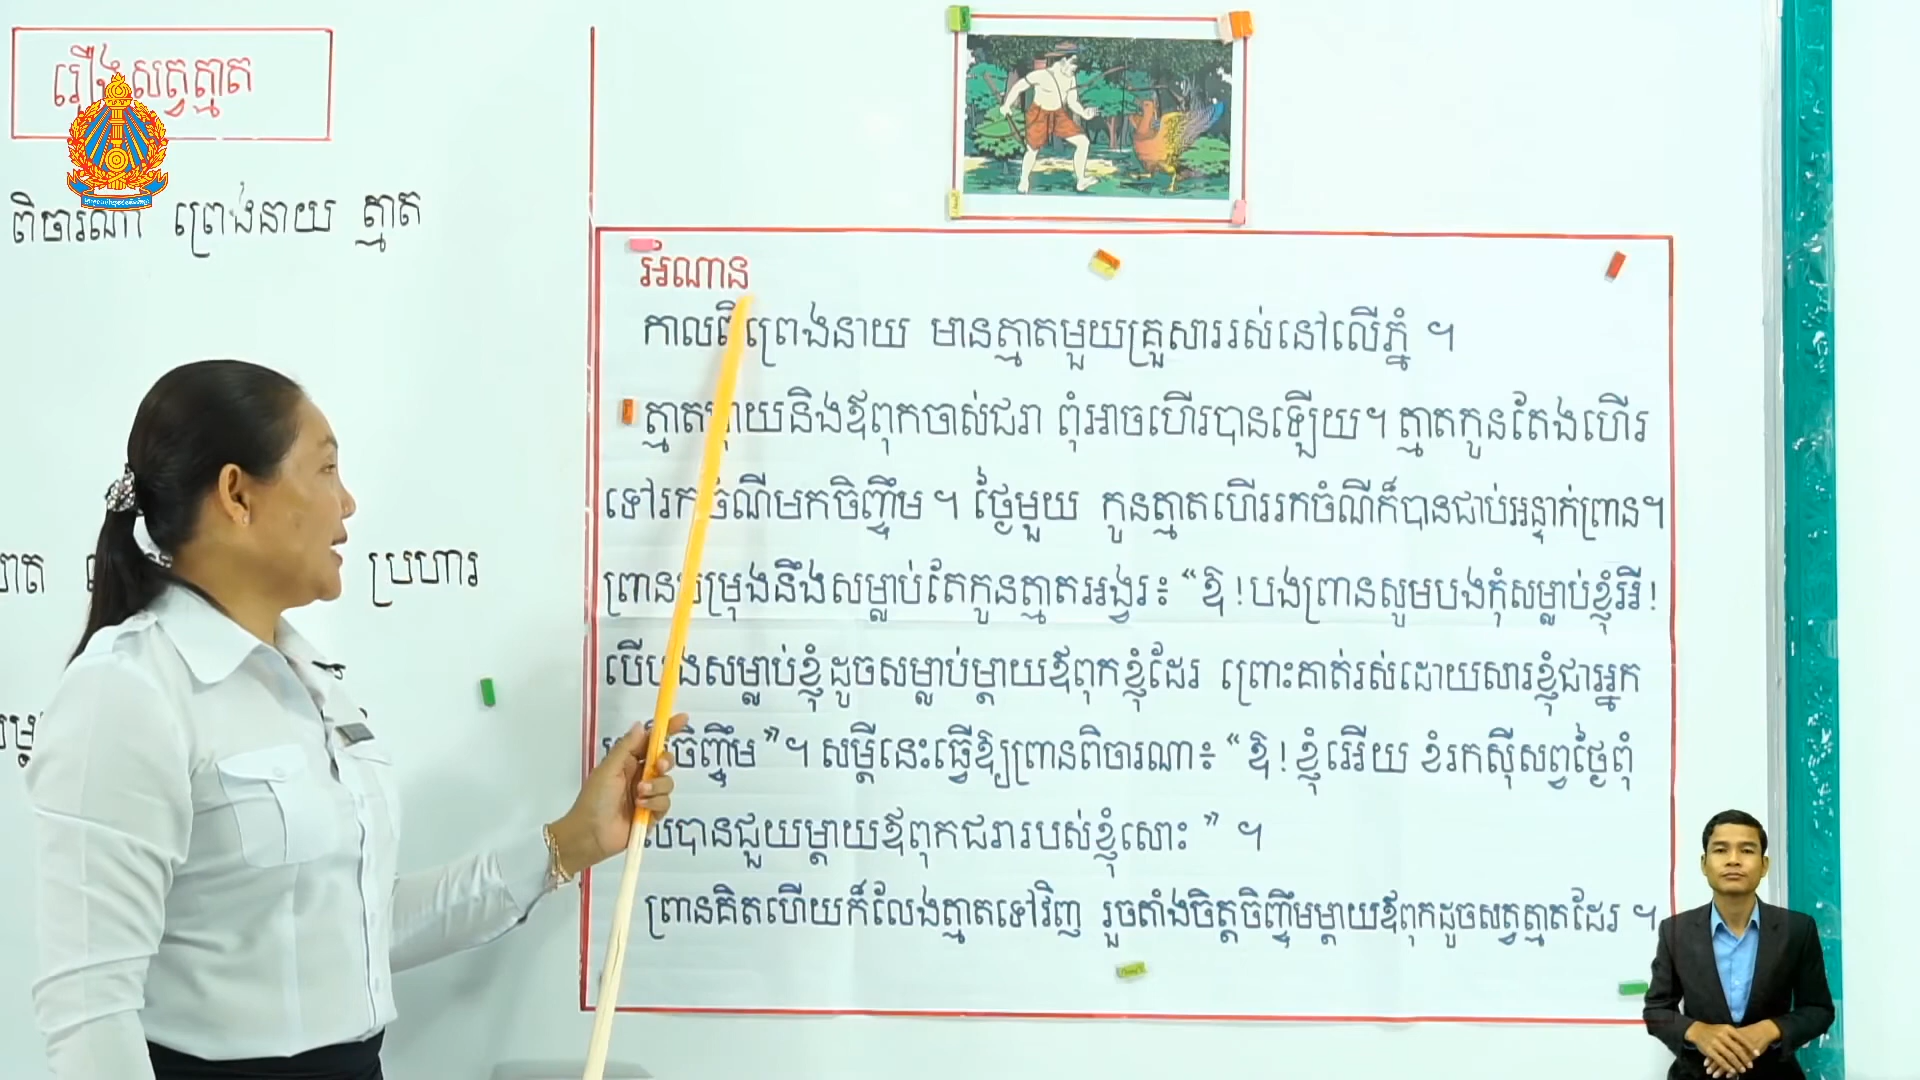 រឿង សត្វត្មាត
ពិចារណា ព្រេងនាយ ត្មាត
ប្រហារ
អំណាន
កាលពីព្រេងនាយ មានត្មាតមួយគ្រួសាររស់នៅលើភ្នំ ។
ត្មាតម្តាយនិងឪពុកចាស់ជរា ពុំអាចហើរបានឡើយ។ ត្មាតកូនតែងហើរ
ទៅរកចំណីមកចិញ្ចឹម ។ ថ្ងៃមួយ កូនត្មាតហើររកចំណីក៏បានជាប់អន្ទាក់ព្រាន។
ព្រានបម្រុងនឹងសម្លាប់តែកូនត្មាតអង្វរ៖ “ឱ ! បងព្រានសូមបងកុំសម្លាប់ខ្ញុំអី !
បើបងសម្លាប់ខ្ញុំដូចសម្លាប់ម្តាយឪពុកខ្ញុំដែរ ព្រោះគាត់រស់ដោយសារខ្ញុំជាអ្នក
ចិញ្ចឹម ” ។ សម្តីនេះធ្វើឱ្យព្រានពិចារណា៖ “ ឱ ! ខ្ញុំអើយ ខំរកស៊ីសព្វថ្ងៃពុំ
បានជួយម្តាយឪពុកជរារបស់ខ្ញុំសោះ ” ។
ព្រានគិតហើយក៏លែងត្មាតទៅវិញ រួចតាំងចិត្តចិញ្ចឹមម្តាយឪពុកដូចសត្វត្មាតដែរ ។